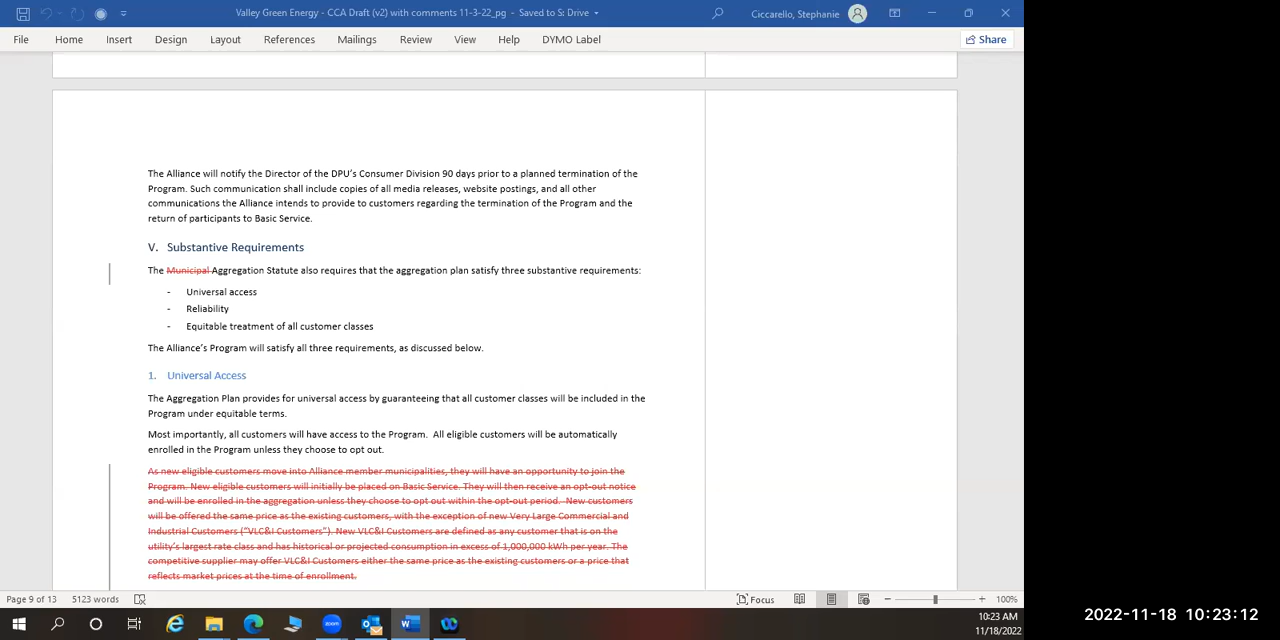 Valley Green Energy - CCA Draft (v2) with comments 11-3-22_pg - Saved to S: Drive
Ciccarello, Stephanie
File Home Insert Design Layout References Mailings Review View Help DYMO Label Share
The Alliance will notify the Director of the DPU's Consumer Division 90 days prior to a planned termination of the
Program. Such communication shall include copies of all media releases, website postings, and all other
communications the Alliance intends to provide to customers regarding the termination of the Program and the
return of participants to Basic Service.
V. Substantive Requirements
The Municipal Aggregation Statute also requires that the aggregation plan satisfy three substantive requirements:
- Universal access
- Reliability
- Equitable treatment of all customer classes
The Alliance's Program will satisfy all three requirements, as discussed below.
1. Universal Access
The Aggregation Plan provides for universal access by guaranteeing that all customer classes will be included in the
Program under equitable terms.
Most importantly, all customers will have access to the Program. All eligible customers will be automatically
enrolled in the Program unless they choose to opt out.
As new eligible customers move into Alliance member municipalities, they will have an opportunity to join the
Program. New eligible customers will initially be placed on Basic Service. They will then receive an opt-out notice
and will be enrolled in the aggregation unless they choose to opt out within the opt-out period. New customers
will be offered the same price as the existing customers, with the exception of new Very Large Commercial and
Industrial Customers ("VLC&I Customers"). New VLC&I Customers are defined as any customer that is on the
utility's largest rate class and has historical or projected consumption in excess of 1,000,000 kWh per year. The
competitive supplier may offer VLC&I Customers either the same price as the existing customers or a price that
reflects market prices at the time of enrollment.
Page 9 of 13 5123 words Focus 100%
zoom
10:23 AM
11/18/2022
2022-11-18 10:23:12